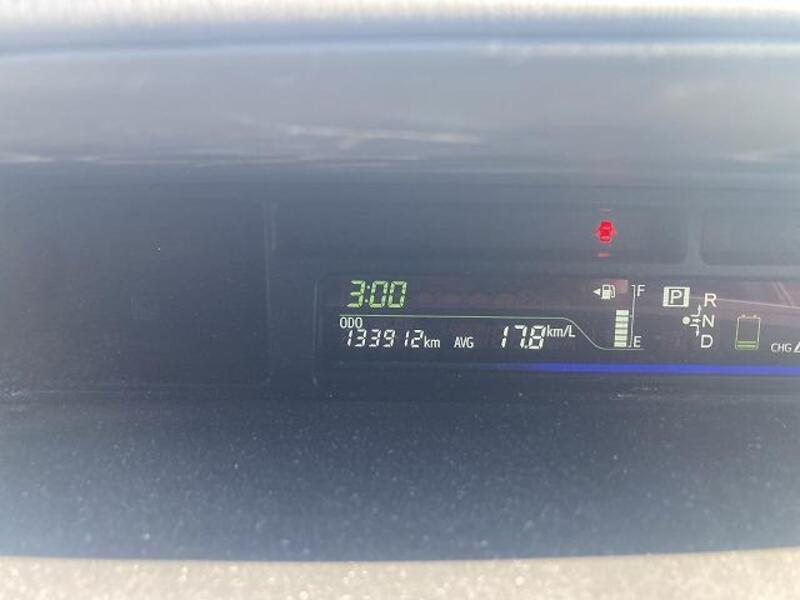 3:00
F
P
R
ODO
N
133912km AVG 17.8km/L
E
D
CHG